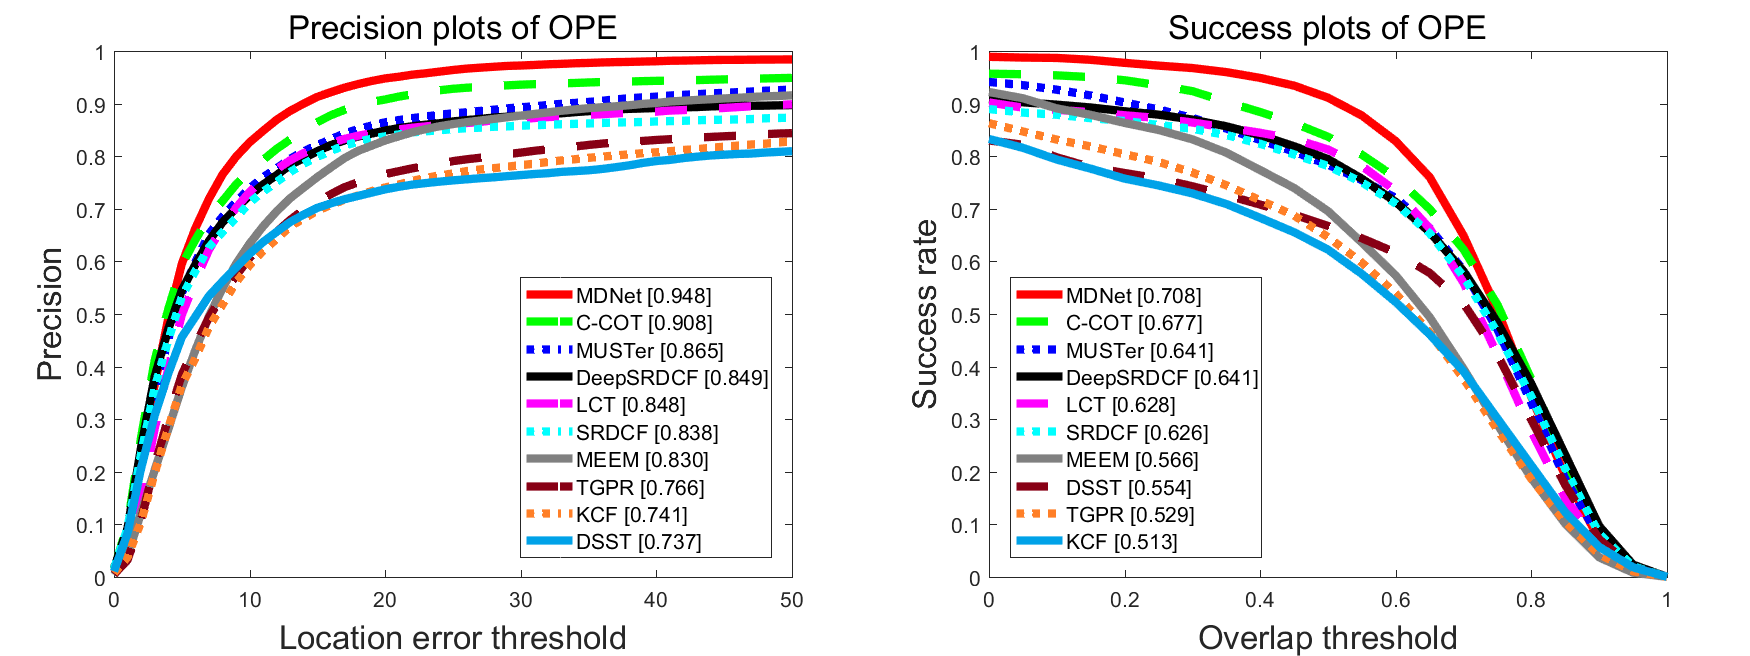 Precision plots of OPE
1
0.9
0.8
0.7
0.6
0.5
0.4
0.3
0.2
0.1
0
Precision
MDNet [0.948]
C-COT [0.908]
MUSTer [0.865]
DeepSRDCF [0.849]
LCT [0.848]
SRDCF [0.838]
MEEM [0.830]
TGPR [0.766]
KCF [0.741]
DSST [0.737]
0 10 20 30 40 50
Location error threshold
Success plots of OPE
1
0.9
0.8
0.7
0.6
0.5
0.4
0.3
0.2
0.1
0
Success rate
MDNet [0.708]
C-COT [0.677]
MUSTer [0.641]
DeepSRDCF [0.641]
LCT [0.628]
SRDCF [0.626]
MEEM [0.566]
DSST [0.554]
TGPR [0.529]
KCF [0.513]
0 0.2 0.4 0.6 0.8 1
Overlap threshold